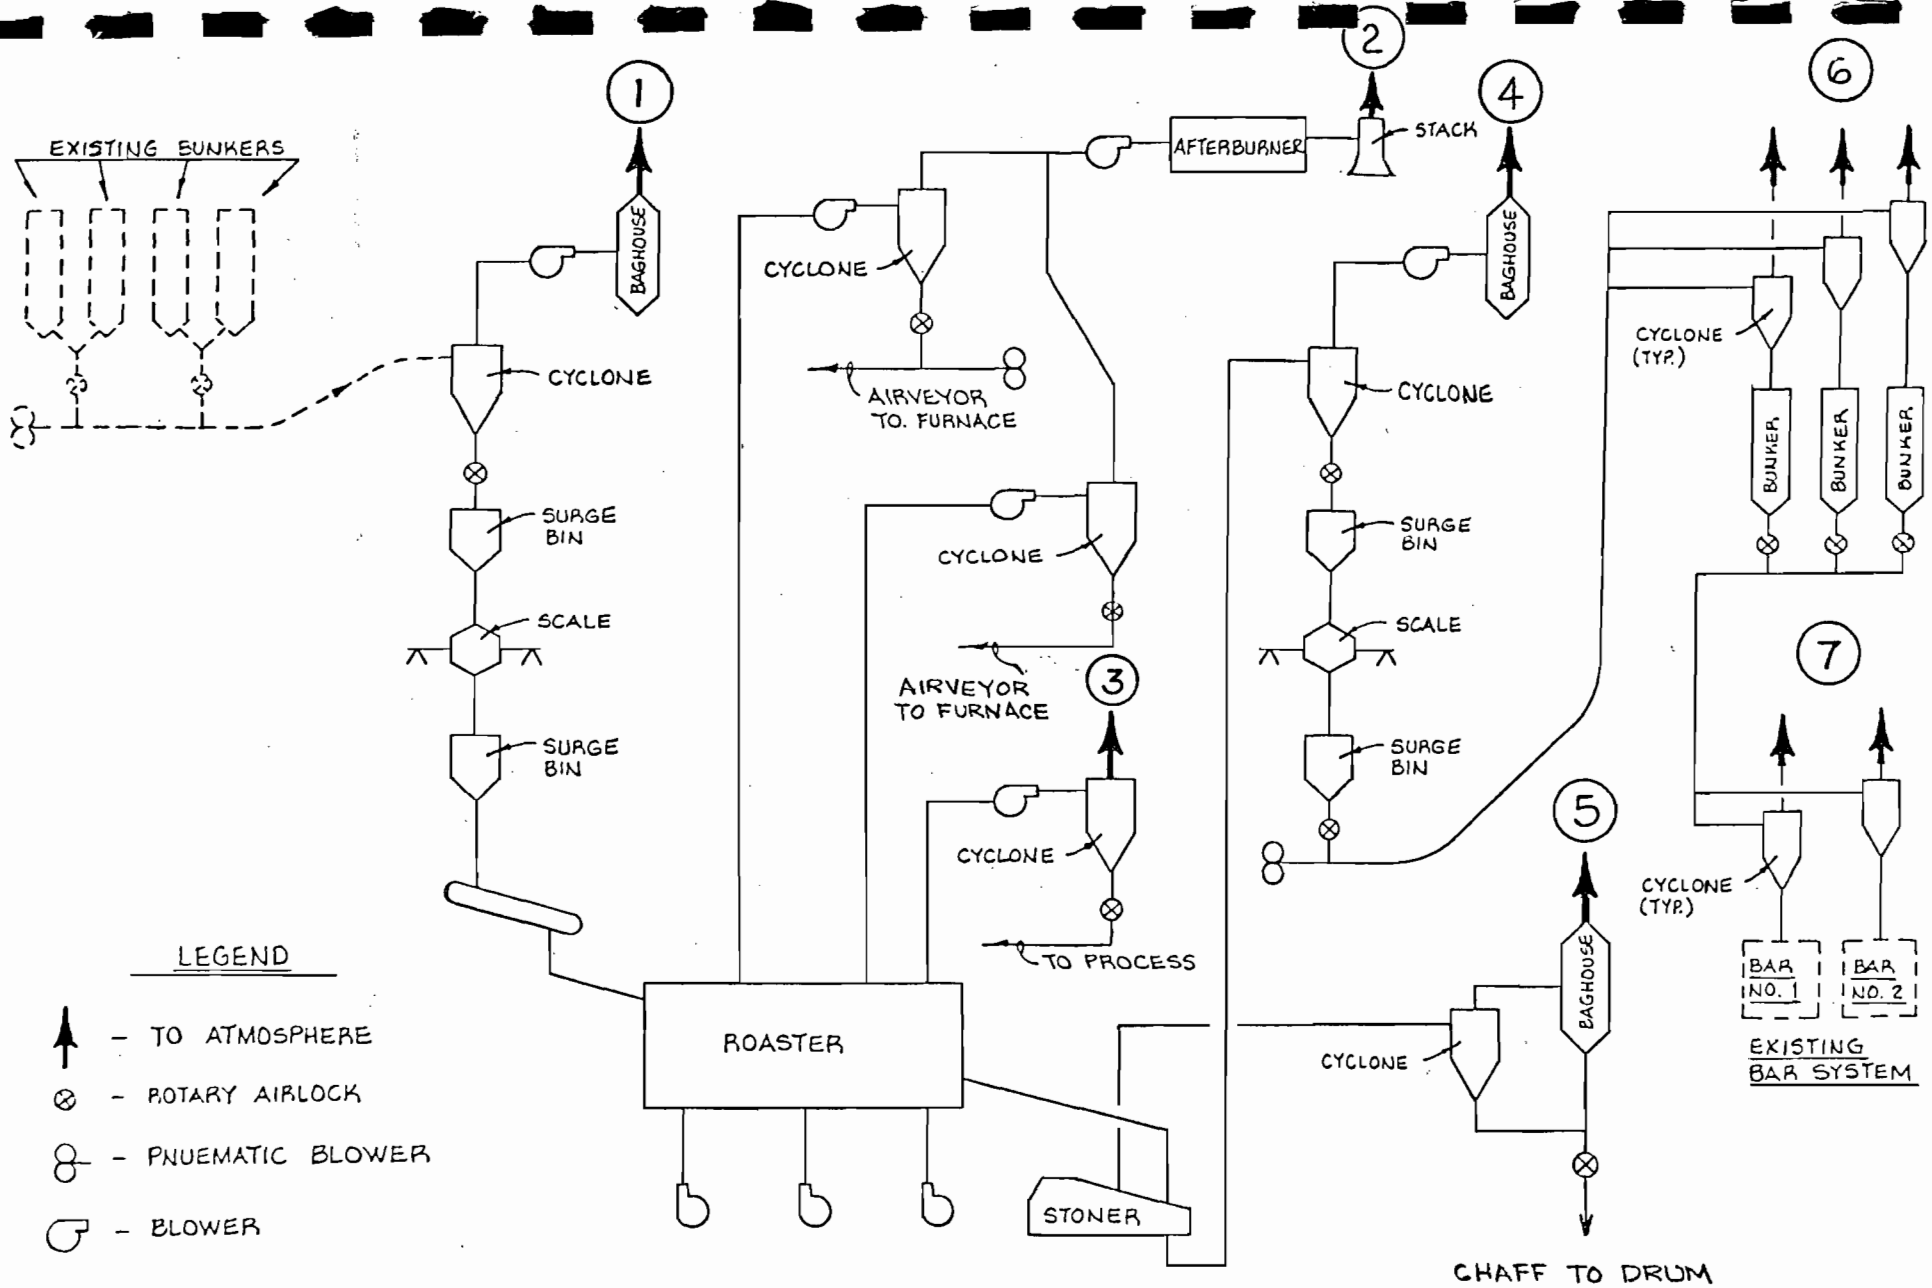 1
2
4
6
EXISTING BUNKERS
BAGHOUSE
CYCLONE
AFTERBURNER
STACK
BAGHOUSE
CYCLONE
AIRVEYOR
TO. FURNACE
CYCLONE
CYCLONE
(TYP.)
BUNKER
BUNKER
BUNKER
SURGE
BIN
CYCLONE
SURGE
BIN
SCALE
AIRVEYOR
TO FURNACE
3
SCALE
7
SURGE
BIN
CYCLONE
SURGE
BIN
5
CYCLONE
(TYP.)
TO PROCESS
BAGHOUSE
BAR
NO. 1
BAR
NO. 2
EXISTING
BAR SYSTEM
LEGEND
- TO ATMOSPHERE
- ROTARY AIRLOCK
- PNUEMATIC BLOWER
- BLOWER
ROASTER
CYCLONE
STONER
CHAFF TO DRUM